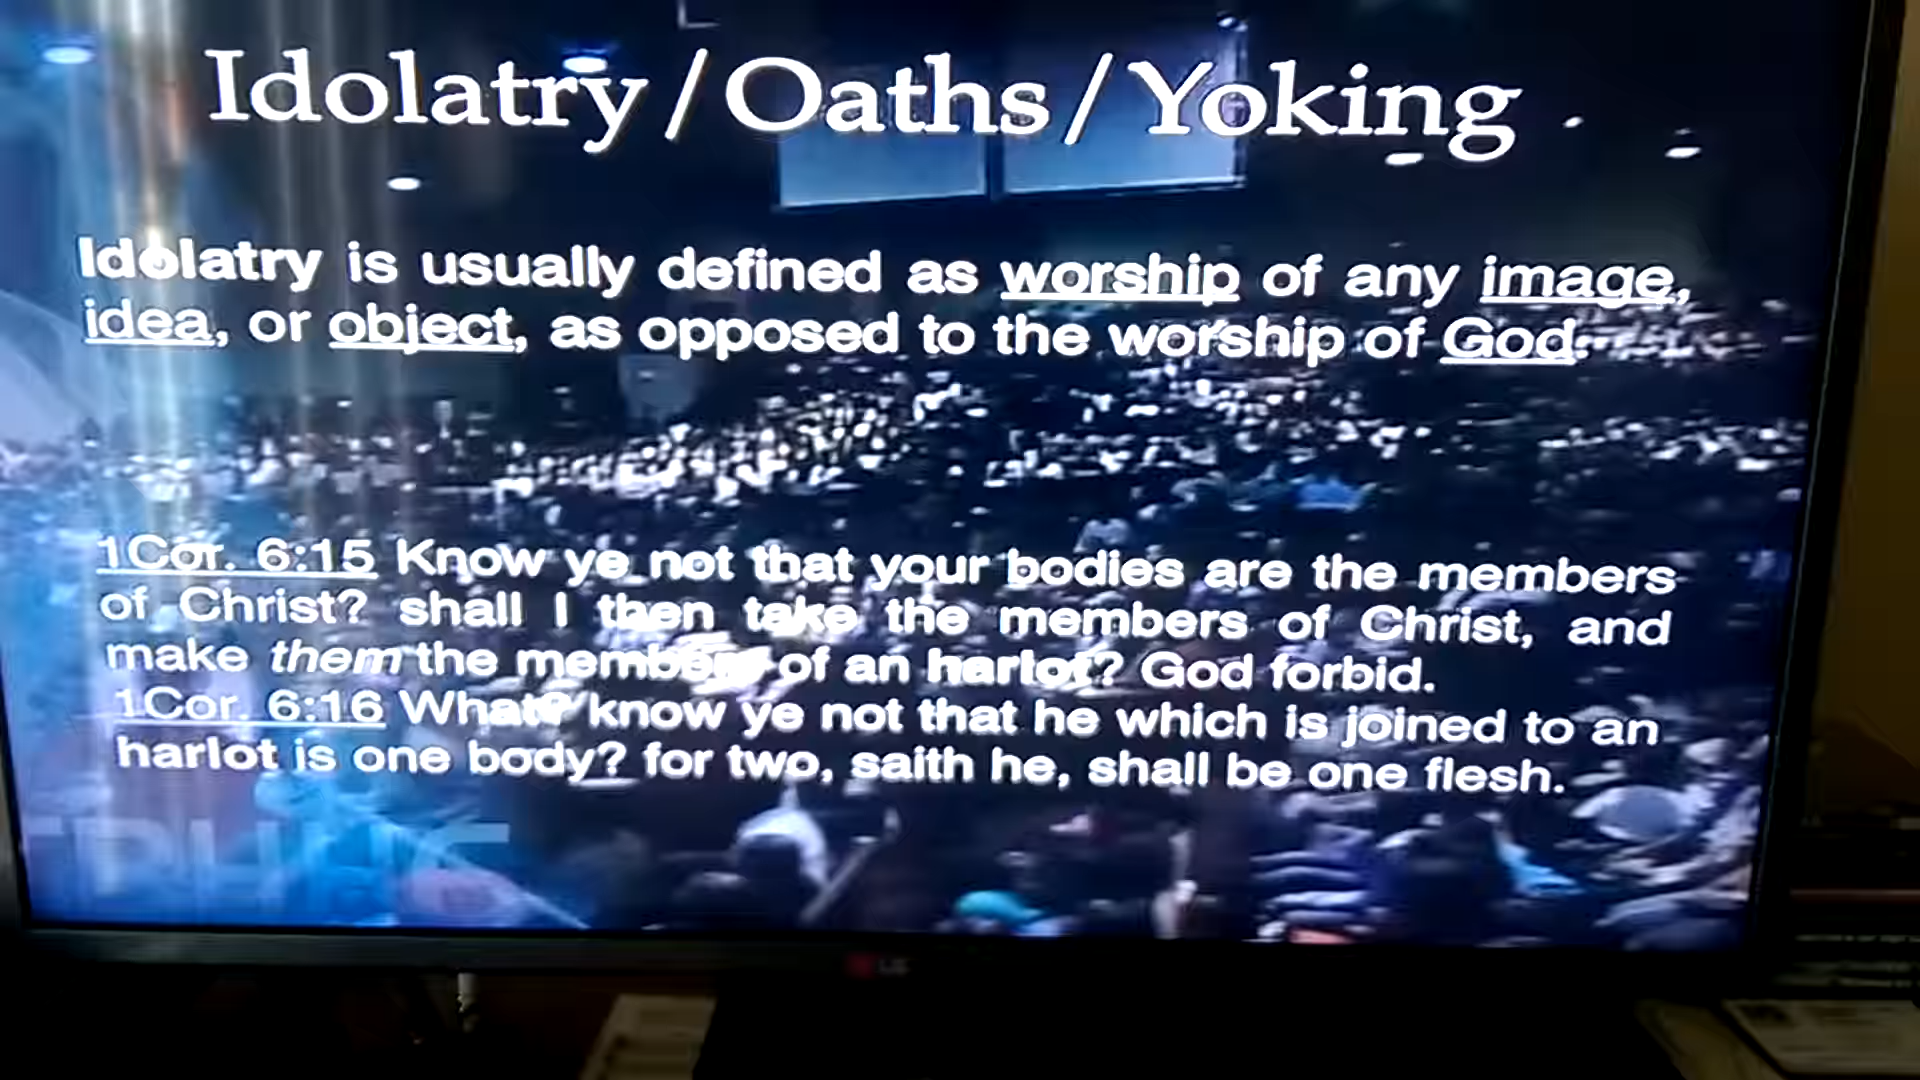 Idolatry/Oaths/Yoking
Idolatry is usually defined as worship of any image,
idea, or object, as opposed to the worship of God.
1Cor. 6:15 Know ye not that your bodies are the members
of Christ? shall I then take the members of Christ, and
make them the members of an harlot? God forbid.
1Cor. 6:16 What? know ye not that he which is joined to an
harlot is one body? for two, saith he, shall be one flesh.
LG